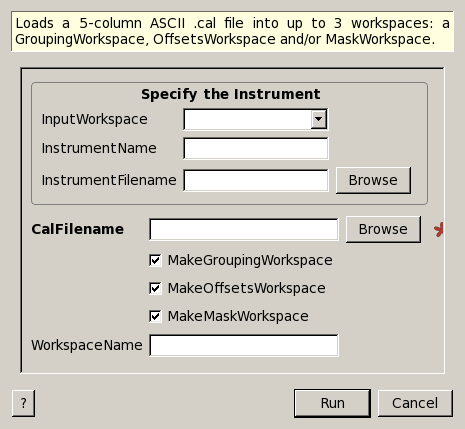 Loads a 5-column ASCII .cal file into up to 3 workspaces: a
GroupingWorkspace, OffsetsWorkspace and/or MaskWorkspace.
Specify the Instrument
InputWorkspace
InstrumentName
InstrumentFilename Browse
CalFilename Browse
MakeGroupingWorkspace
MakeOffsetsWorkspace
MakeMaskWorkspace
WorkspaceName
? Run Cancel